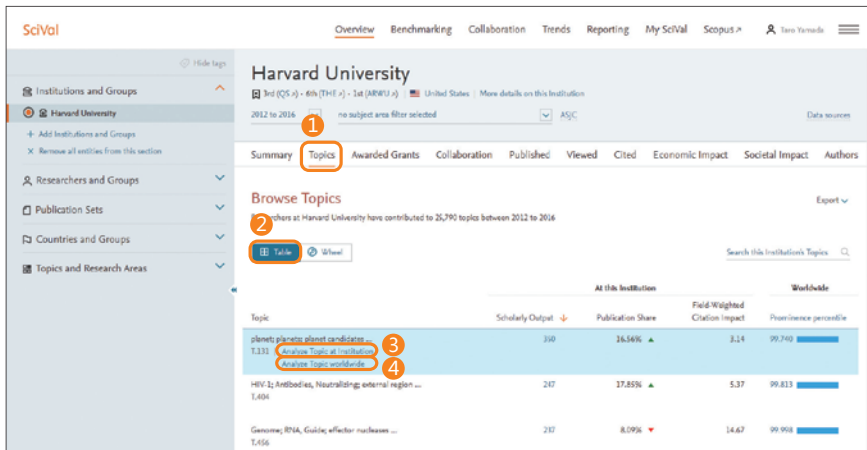 SciVal
Overview Benchmarking Collaboration Trends Reporting My SciVal Scopus Taro Yamada
Hide tags
Institutions and Groups
Harvard University
+ Add Institutions and Groups
X Remove all entities from this section
Researchers and Groups
Publication Sets
Countries and Groups
Topics and Research Areas
Harvard University
3rd (QS) - 6th (THE) - 1st (ARWU) United States More details on this Institution
2012 to 2016 no subject area filter selected ASJC Data sources
1
Summary Topics Awarded Grants Collaboration Published Viewed Cited Economic Impact Societal Impact Authors
Browse Topics Export
Researchers at Harvard University have contributed to 25,790 topics between 2012 to 2016
2
Table Wheel Search this Institution's Topics
At this Institution Worldwide
Topic Scholarly Output Publication Share Field-Weighted Citation Impact Prominence percentile
planet; planets; planet candidates ... 350 16.56% 3.14 99.740
T.131 Analyze Topic at Institution 3
Analyze Topic worldwide 4
HIV-1; Antibodies, Neutralizing; external region ... 247 17.85% 5.37 99.813
T.404
Genome; RNA, Guide; effector nucleases ... 8.09% 14.67 99.998
T.456